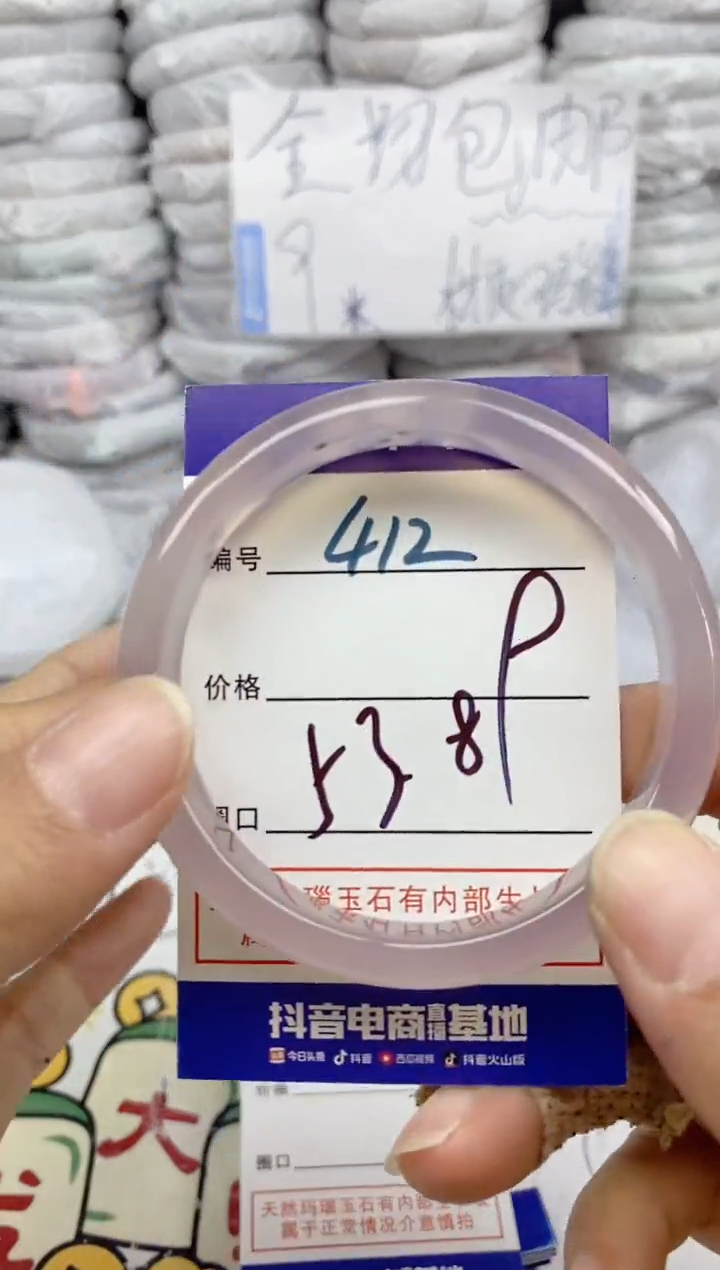 全场包邮
编号 412
价格
圈口 53 8 P
瑙玉石有内部生
抖音电商直播基地
今日头条 抖音 西瓜视频 抖音火山版
大
圈口
天然玛瑙玉石有内部生
属于正常情况介意慎拍